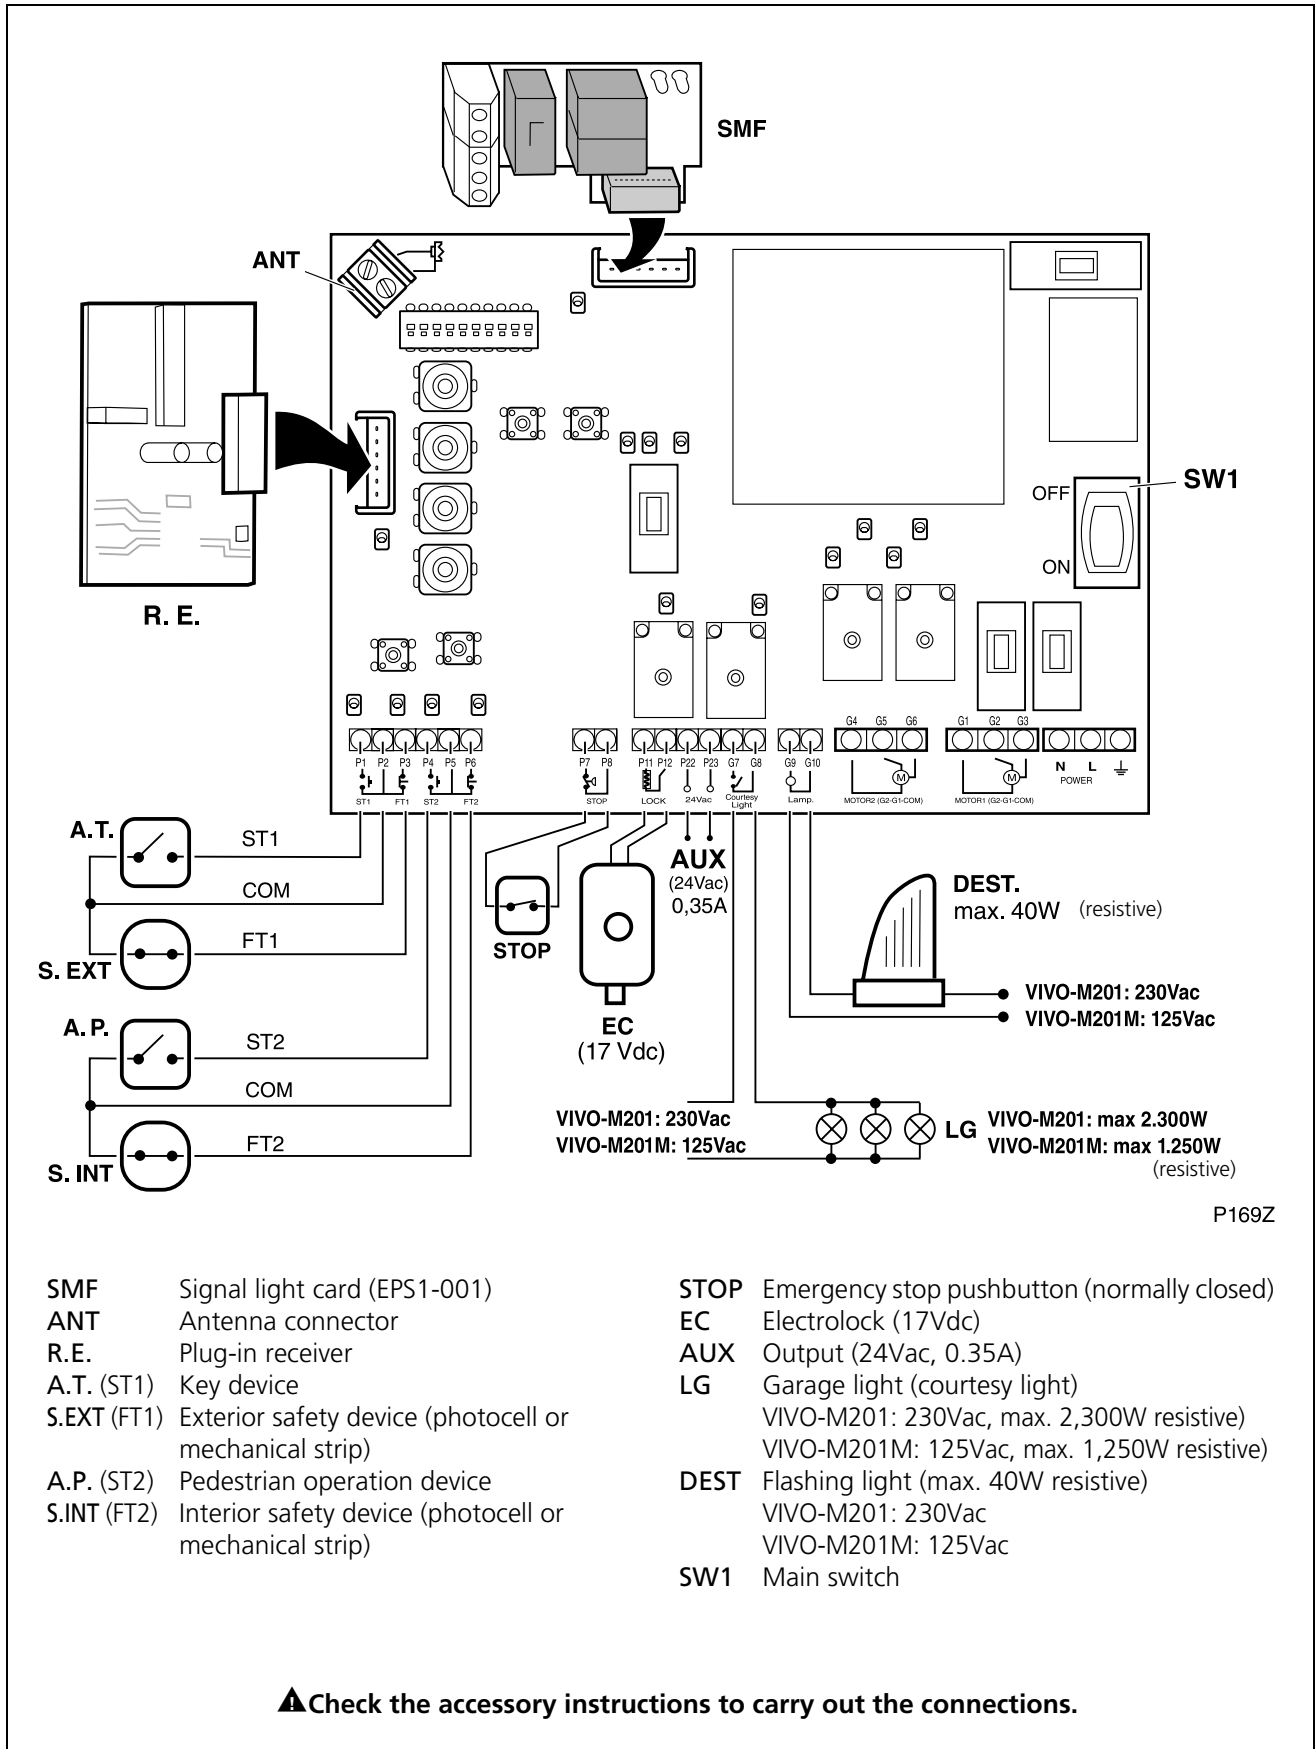 SMF
ANT
R. E.
OFF
SW1
ON
G4 G5 G6
G1 G2 G3
P1 P2 P3 P4 P5 P6
P7 P8
P11 P12 P22 P23 G7 G8
G9 G10
N L
POWER
ST1 FT1 ST2 FT2
STOP
LOCK
24Vac
Courtesy
Light
Lamp.
M
MOTOR2 (G2-G1-COM)
M
MOTOR1 (G2-G1-COM)
A.T.
ST1
COM
FT1
S. EXT
A. P.
ST2
COM
FT2
S. INT
STOP
EC
(17 Vdc)
AUX
(24Vac)
0,35A
DEST.
max. 40W (resistive)
VIVO-M201: 230Vac
VIVO-M201M: 125Vac
VIVO-M201: 230Vac
VIVO-M201M: 125Vac
LG
VIVO-M201: max 2.300W
VIVO-M201M: max 1.250W
(resistive)
P169Z
SMF Signal light card (EPS1-001)
ANT Antenna connector
R.E. Plug-in receiver
A.T. (ST1) Key device
S.EXT (FT1) Exterior safety device (photocell or
mechanical strip)
A.P. (ST2) Pedestrian operation device
S.INT (FT2) Interior safety device (photocell or
mechanical strip)
STOP Emergency stop pushbutton (normally closed)
EC Electrolock (17Vdc)
AUX Output (24Vac, 0.35A)
LG Garage light (courtesy light)
VIVO-M201: 230Vac, max. 2,300W resistive)
VIVO-M201M: 125Vac, max. 1,250W resistive)
DEST Flashing light (max. 40W resistive)
VIVO-M201: 230Vac
VIVO-M201M: 125Vac
SW1 Main switch
Check the accessory instructions to carry out the connections.